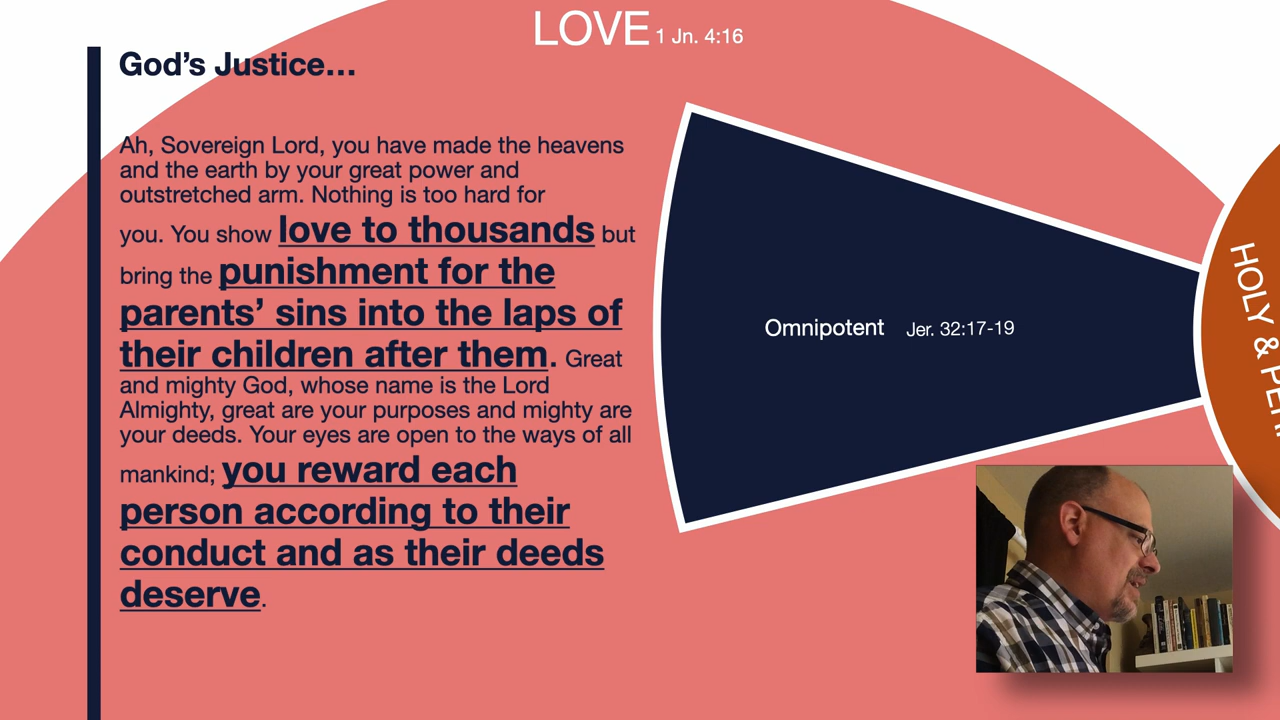 LOVE 1 Jn. 4:16
God’s Justice…
Ah, Sovereign Lord, you have made the heavens
and the earth by your great power and
outstretched arm. Nothing is too hard for
you. You show love to thousands but
bring the punishment for the
parents’ sins into the laps of
their children after them. Great
and mighty God, whose name is the Lord
Almighty, great are your purposes and mighty are
your deeds. Your eyes are open to the ways of all
mankind; you reward each
person according to their
conduct and as their deeds
deserve.
Omnipotent Jer. 32:17-19
HOLY &